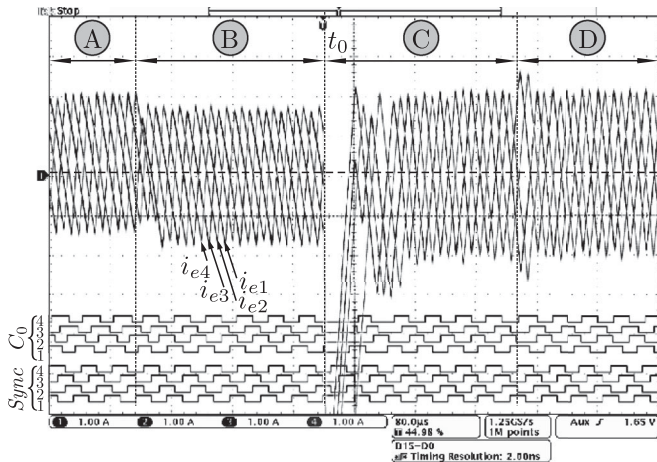 Stop
A B C D
t0
ie4 ie3 ie2 ie1
C0
4
3
2
1
Sync
4
3
2
1
1 1.00 A 2 1.00 A 3 1.00 A 4 1.00 A
80.0µs
44.98 %
1.25GS/s
1M points
Aux
1.65 V
D15-D0
Timing Resolution: 2.00ns